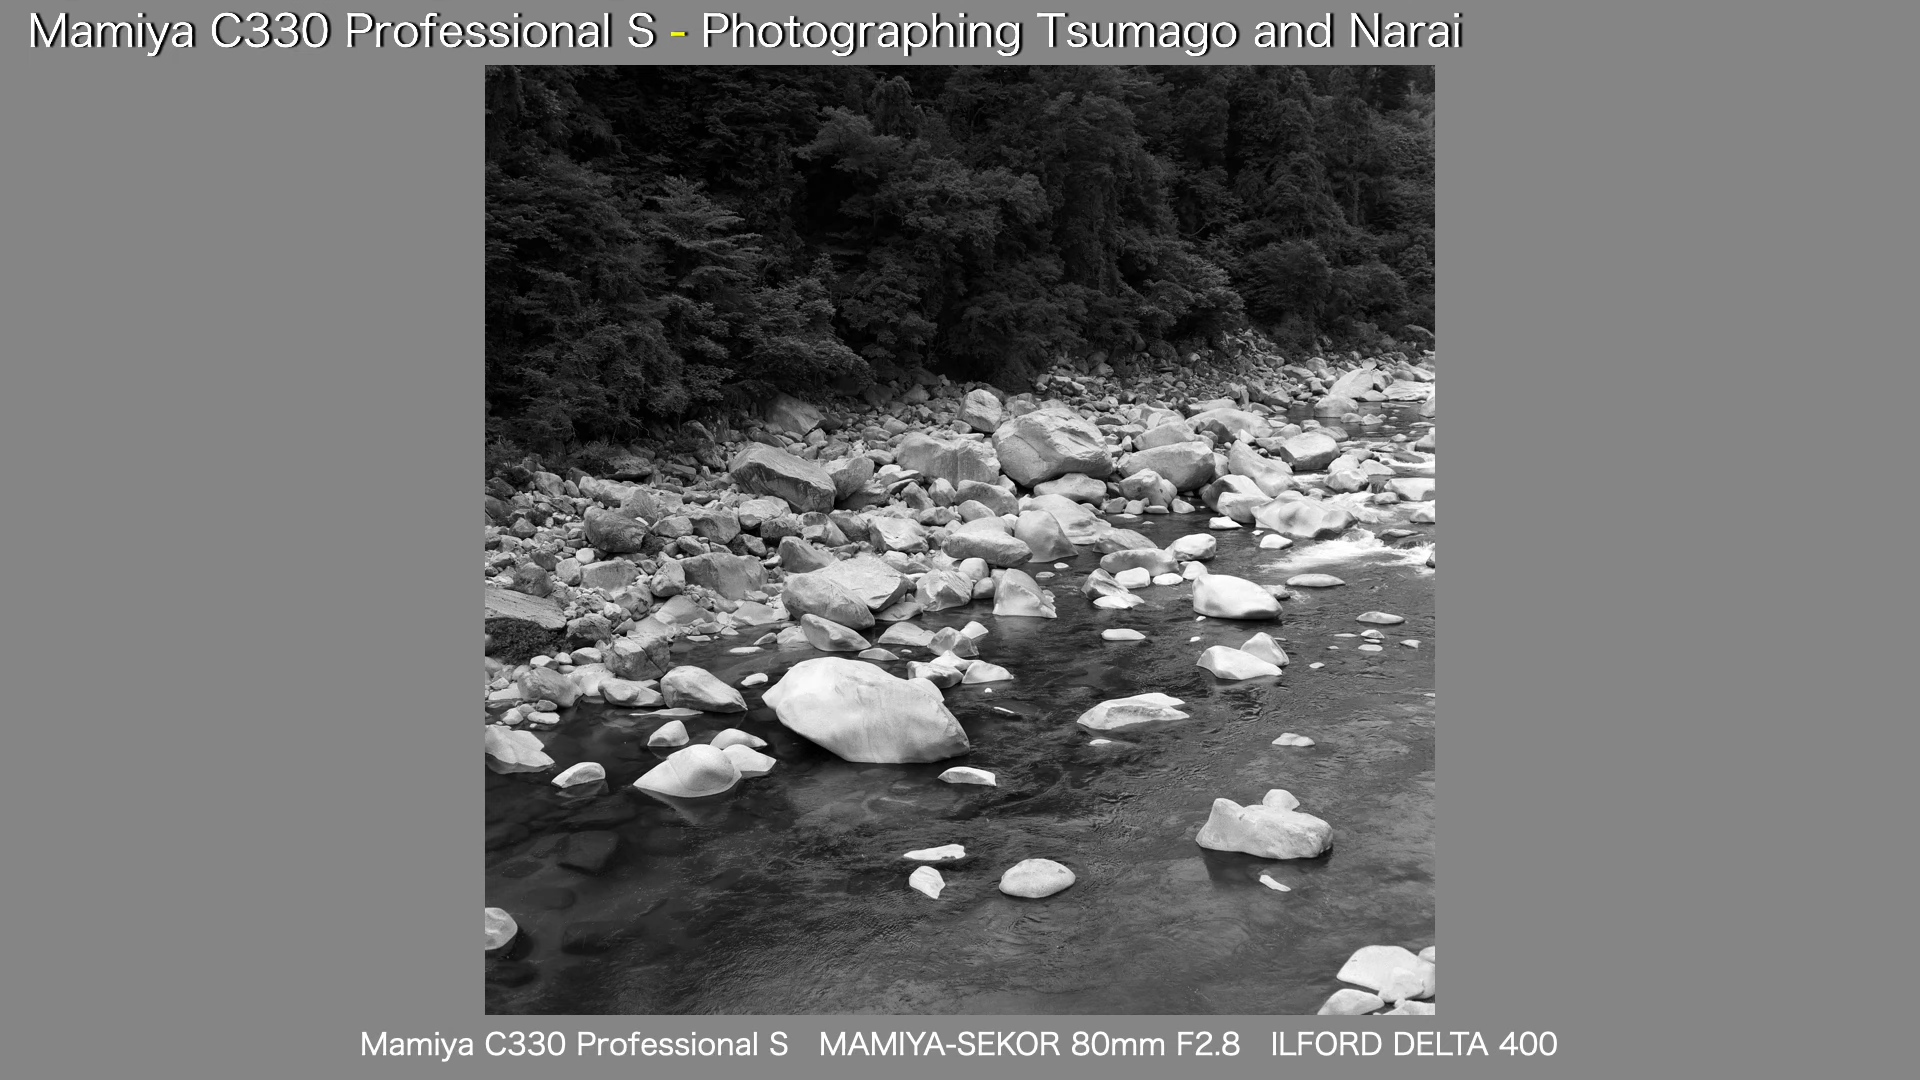 Mamiya C330 Professional S - Photographing Tsumago and Narai
Mamiya C330 Professional S MAMIYA-SEKOR 80mm F2.8 ILFORD DELTA 400